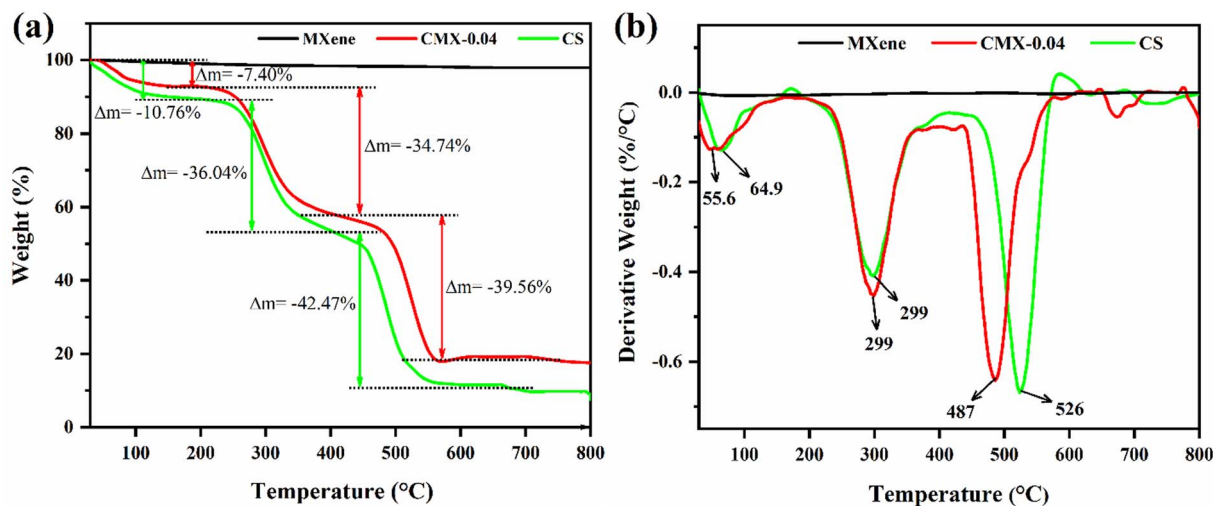 (a)
MXene CMX-0.04 CS
100
80
60
40
20
0
Weight (%)
Δm= -7.40%
Δm= -10.76%
Δm= -34.74%
Δm= -36.04%
Δm= -39.56%
Δm= -42.47%
100 200 300 400 500 600 700 800
Temperature (°C)
(b)
MXene CMX-0.04 CS
0.0
-0.2
-0.4
-0.6
Derivative Weight (%/°C)
55.6
64.9
299
299
487
526
100 200 300 400 500 600 700 800
Temperature (°C)